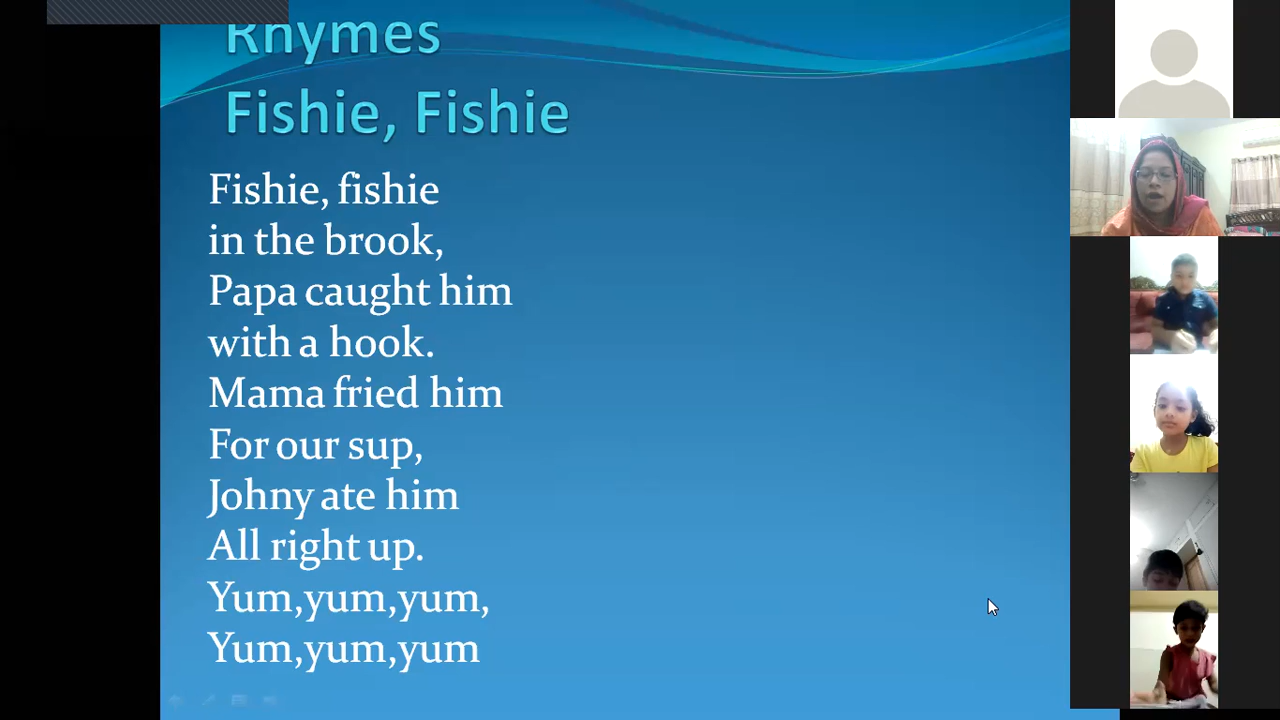 Rhymes
Fishie, Fishie
Fishie, fishie
in the brook,
Papa caught him
with a hook.
Mama fried him
For our sup,
Johny ate him
All right up.
Yum,yum,yum,
Yum,yum,yum